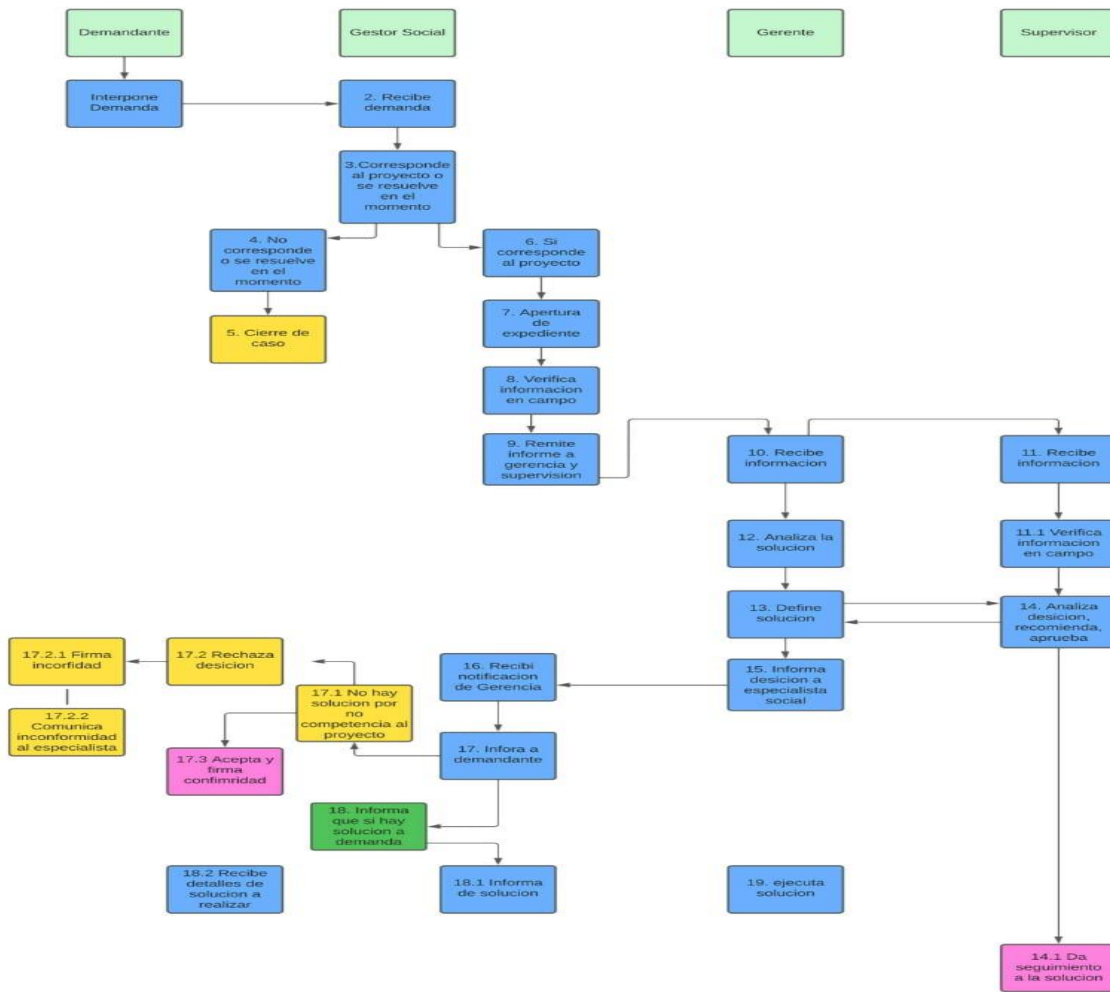 Demandante
Gestor Social
Gerente
Supervisor
Interpone
Demanda
2. Recibe
demanda
3.Corresponde
al proyecto o
se resuelve
en el
momento
4. No
corresponde
o se resuelve
en el
momento
6. Si
corresponde
al proyecto
5. Cierre de
caso
7. Apertura
de
expediente
8. Verifica
informacion
en campo
9. Remite
informe a
gerencia y
supervision
10. Recibe
informacion
11. Recibe
informacion
12. Analiza la
solucion
11.1 Verifica
informacion
en campo
13. Define
solucion
14. Analiza
desicion,
recomienda,
aprueba
17.2.1 Firma
incorfidad
17.2 Rechaza
desicion
16. Recibi
notificacion
de Gerencia
15. Informa
desicion a
especialista
social
17.1 No hay
solucion por
no
competencia al
proyecto
17.2.2
Comunica
inconformidad
al especialista
17.3 Acepta y
firma
confimridad
17. Infora a
demandante
18. Informa
que si hay
solucion a
demanda
18.2 Recibe
detalles de
solucion a
realizar
18.1 Informa
de solucion
19. ejecuta
solucion
14.1 Da
seguimiento
a la solucion